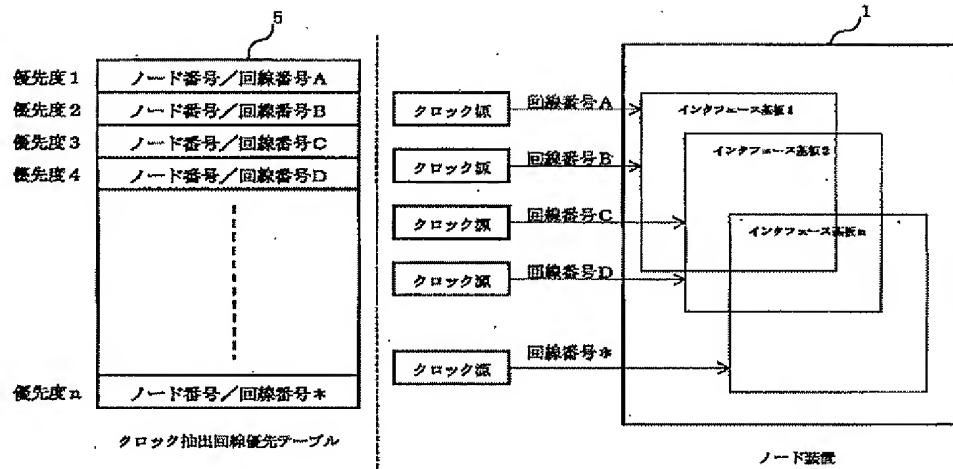 5
優先度1 ノード番号/回線番号A
優先度2 ノード番号/回線番号B
優先度3 ノード番号/回線番号C
優先度4 ノード番号/回線番号D
優先度n ノード番号/回線番号*
クロック抽出回線優先テーブル
1
クロック源 回線番号A
インタフェース基板1
クロック源 回線番号B
インタフェース基板2
クロック源 回線番号C
インタフェース基板n
クロック源 回線番号D
クロック源 回線番号*
ノード装置